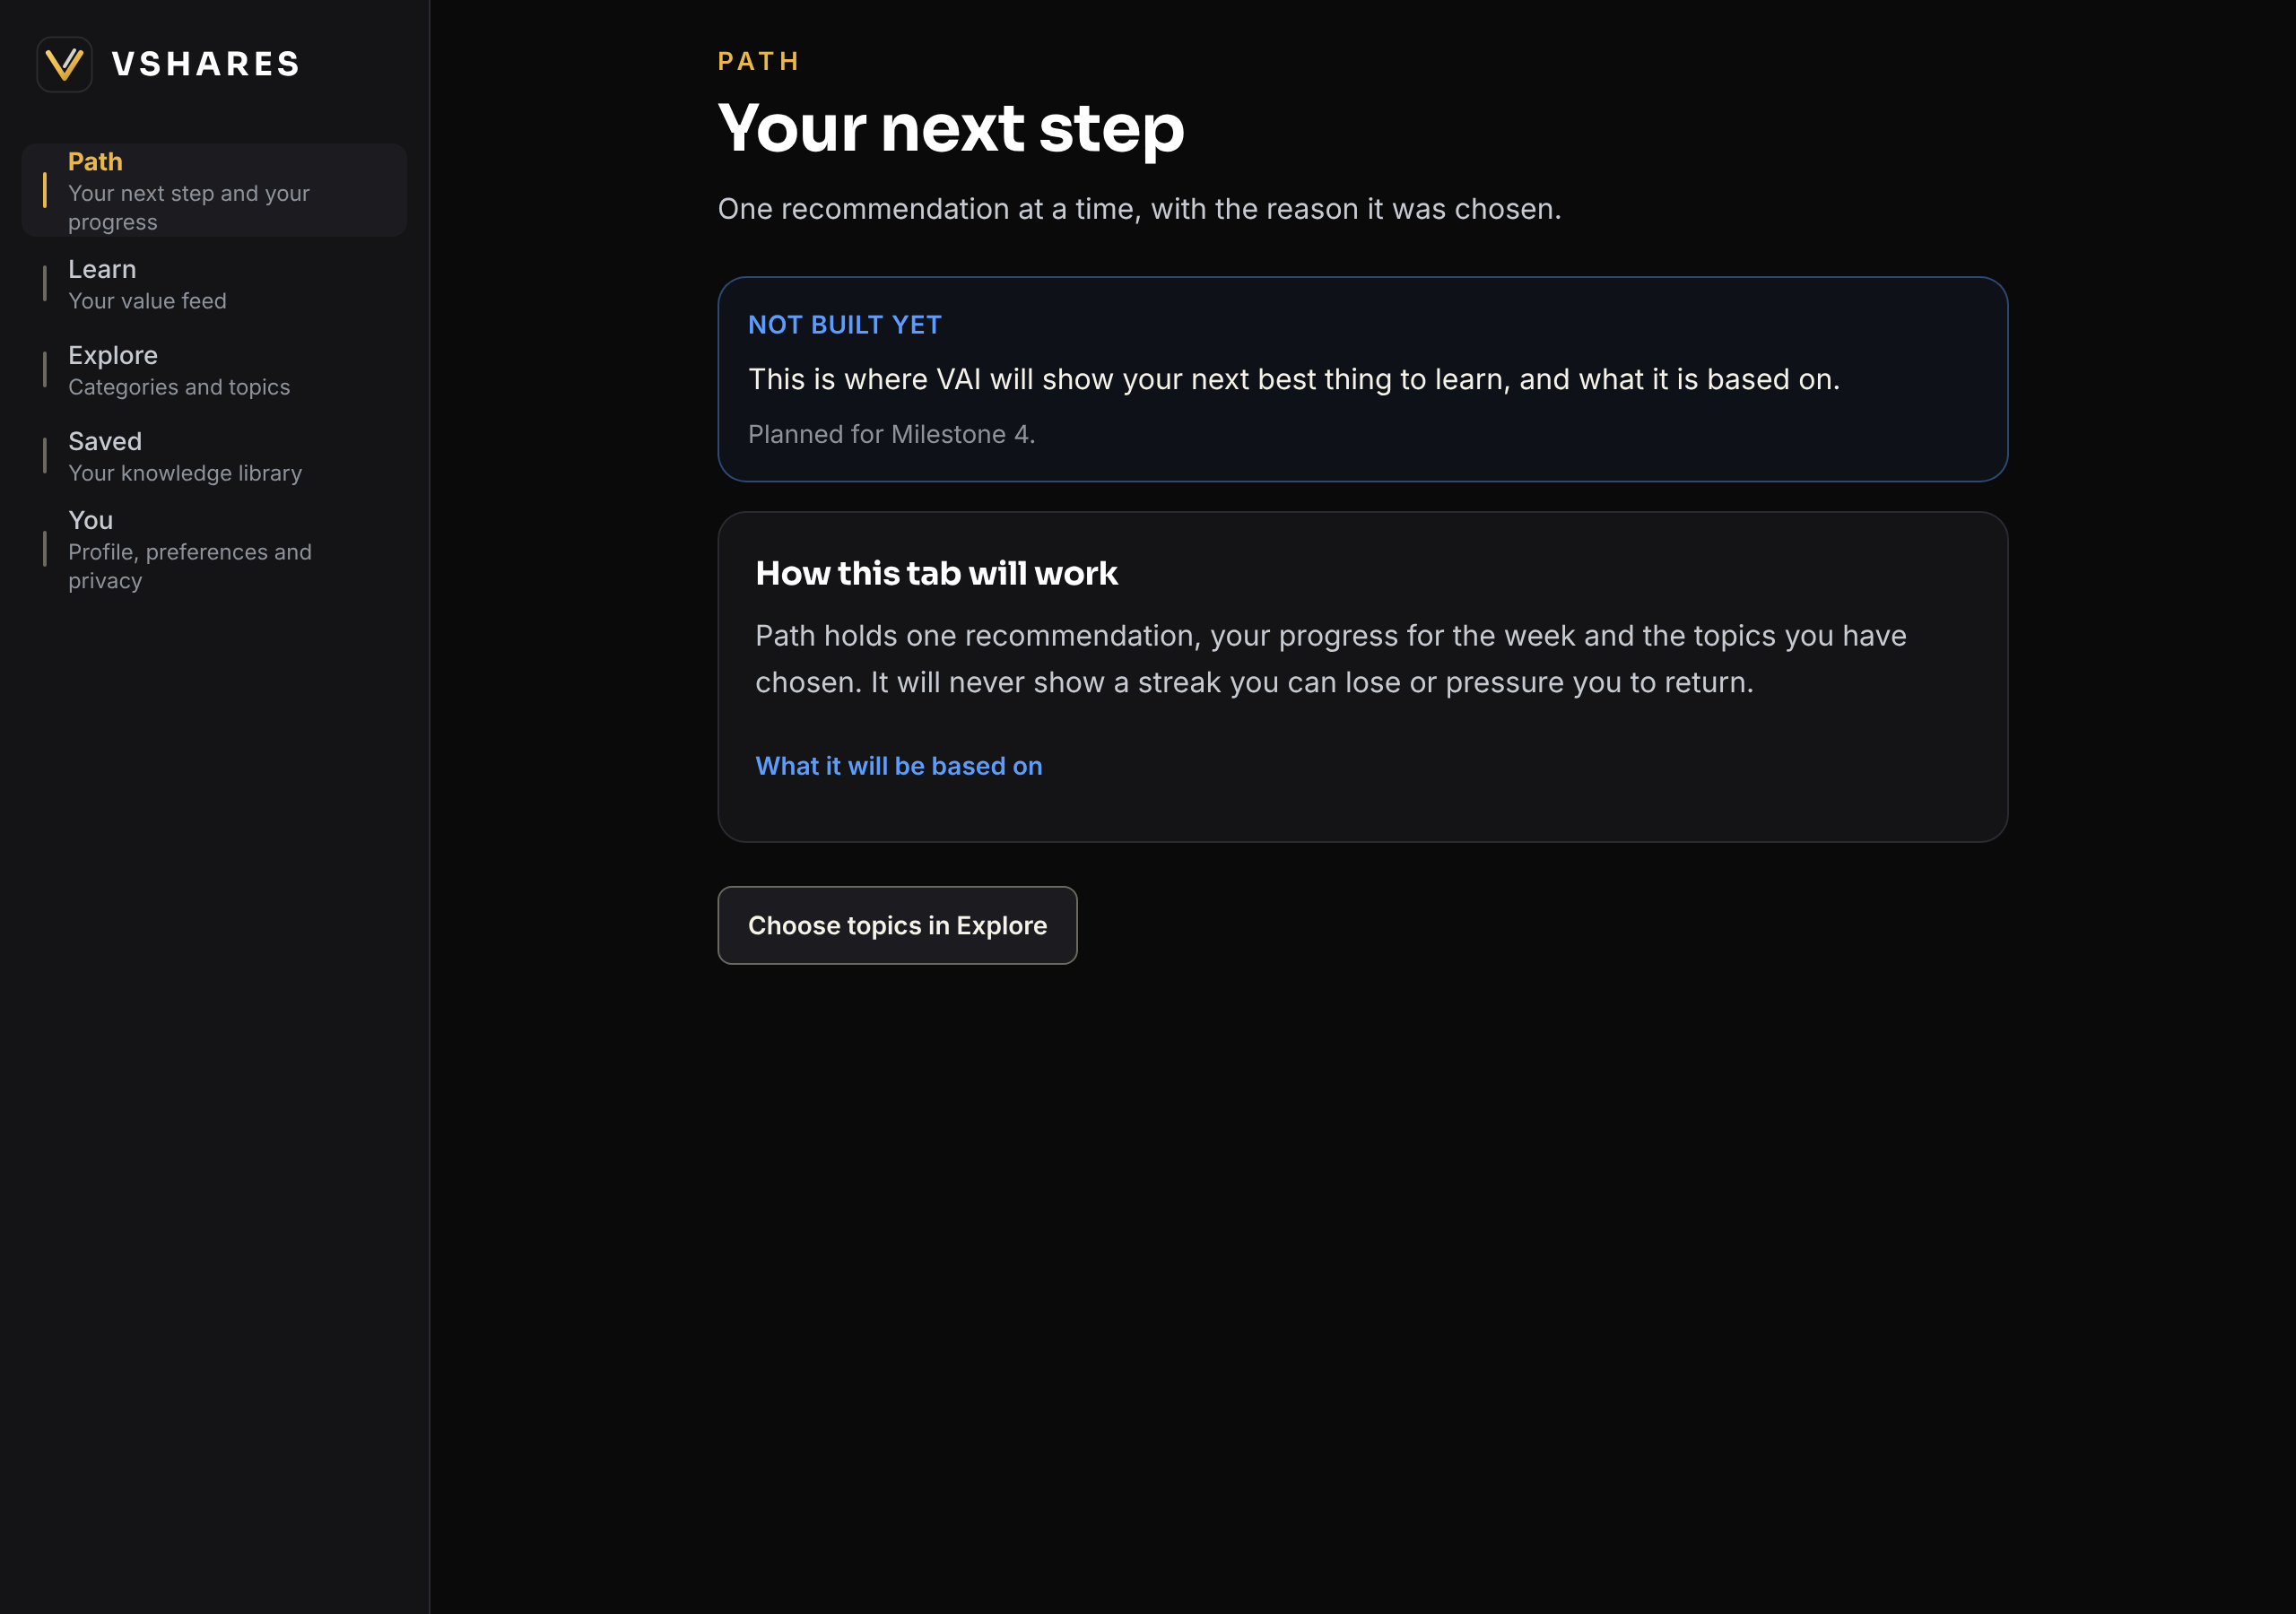 VSHARES
Path
Your next step and your
progress
Learn
Your value feed
Explore
Categories and topics
Saved
Your knowledge library
You
Profile, preferences and
privacy
PATH
Your next step
One recommendation at a time, with the reason it was chosen.
NOT BUILT YET
This is where VAI will show your next best thing to learn, and what it is based on.
Planned for Milestone 4.
How this tab will work
Path holds one recommendation, your progress for the week and the topics you have
chosen. It will never show a streak you can lose or pressure you to return.
What it will be based on
Choose topics in Explore